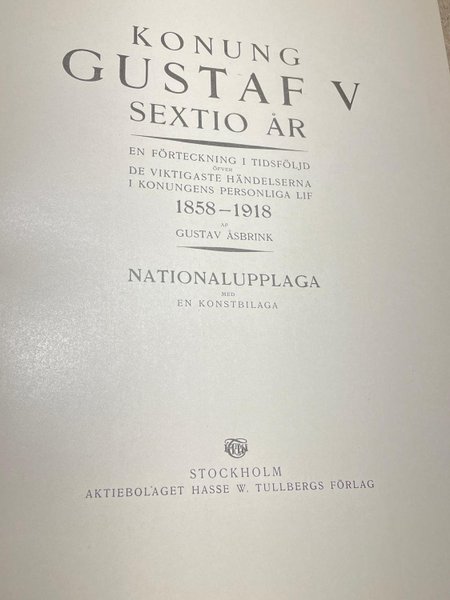 KONUNG
GUSTAF V
SEXTIO ÅR
EN FÖRTECKNING I TIDSFÖLJD
ÖFVER
DE VIKTIGASTE HÄNDELSERNA
I KONUNGENS PERSONLIGA LIF
1858–1918
AF
GUSTAV ÅSBRINK
NATIONALUPPLAGA
MED
EN KONSTBILAGA
STOCKHOLM
AKTIEBOLAGET HASSE W. TULLBERGS FÖRLAG